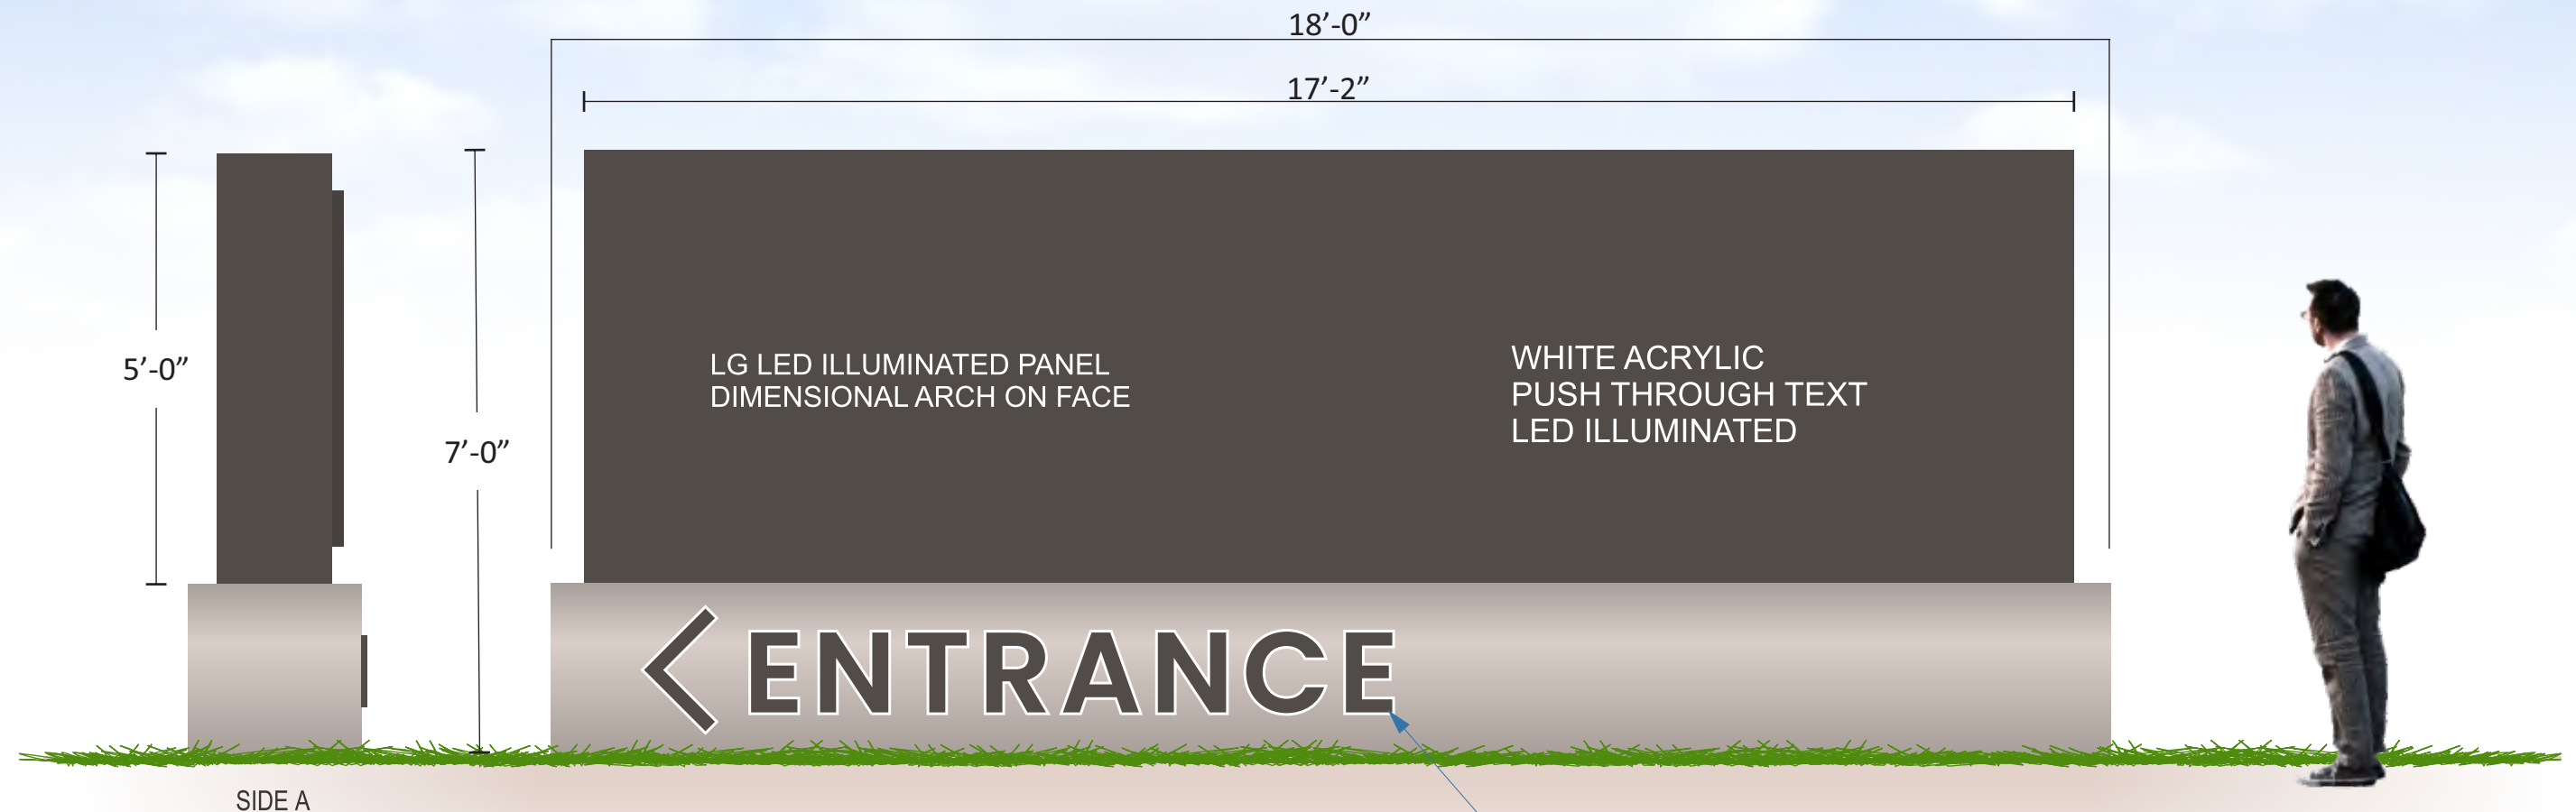 18’-0”
17’-2”
5’-0”
7’-0”
LG LED ILLUMINATED PANEL
DIMENSIONAL ARCH ON FACE
WHITE ACRYLIC
PUSH THROUGH TEXT
LED ILLUMINATED
ENTRANCE
SIDE A